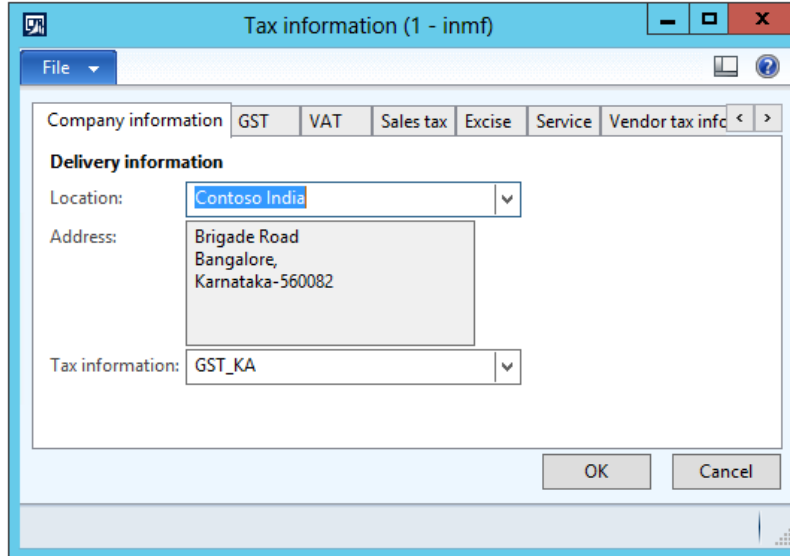 Tax information (1 - inmf)
File
Company information GST VAT Sales tax Excise Service Vendor tax info
Delivery information
Location: Contoso India
Address: Brigade Road
Bangalore,
Karnataka-560082
Tax information: GST_KA
OK Cancel